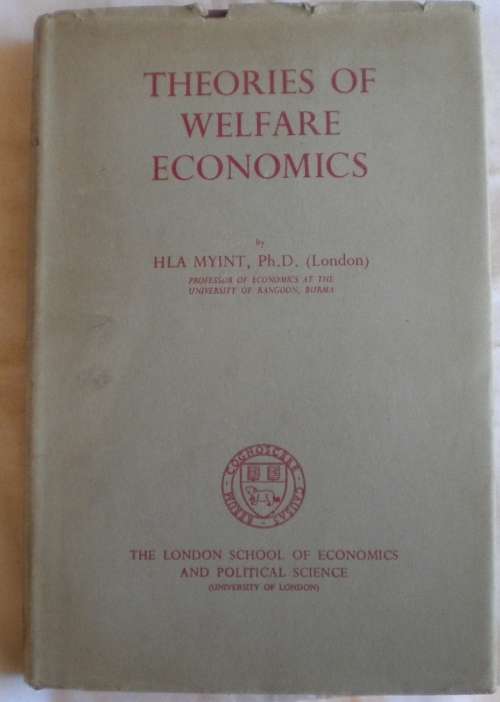 THEORIES OF
WELFARE
ECONOMICS
by
HLA MYINT, Ph.D. (London)
PROFESSOR OF ECONOMICS AT THE
UNIVERSITY OF RANGOON, BURMA
RERUM · COGNOSCERE · CAUSAS
THE LONDON SCHOOL OF ECONOMICS
AND POLITICAL SCIENCE
(UNIVERSITY OF LONDON)